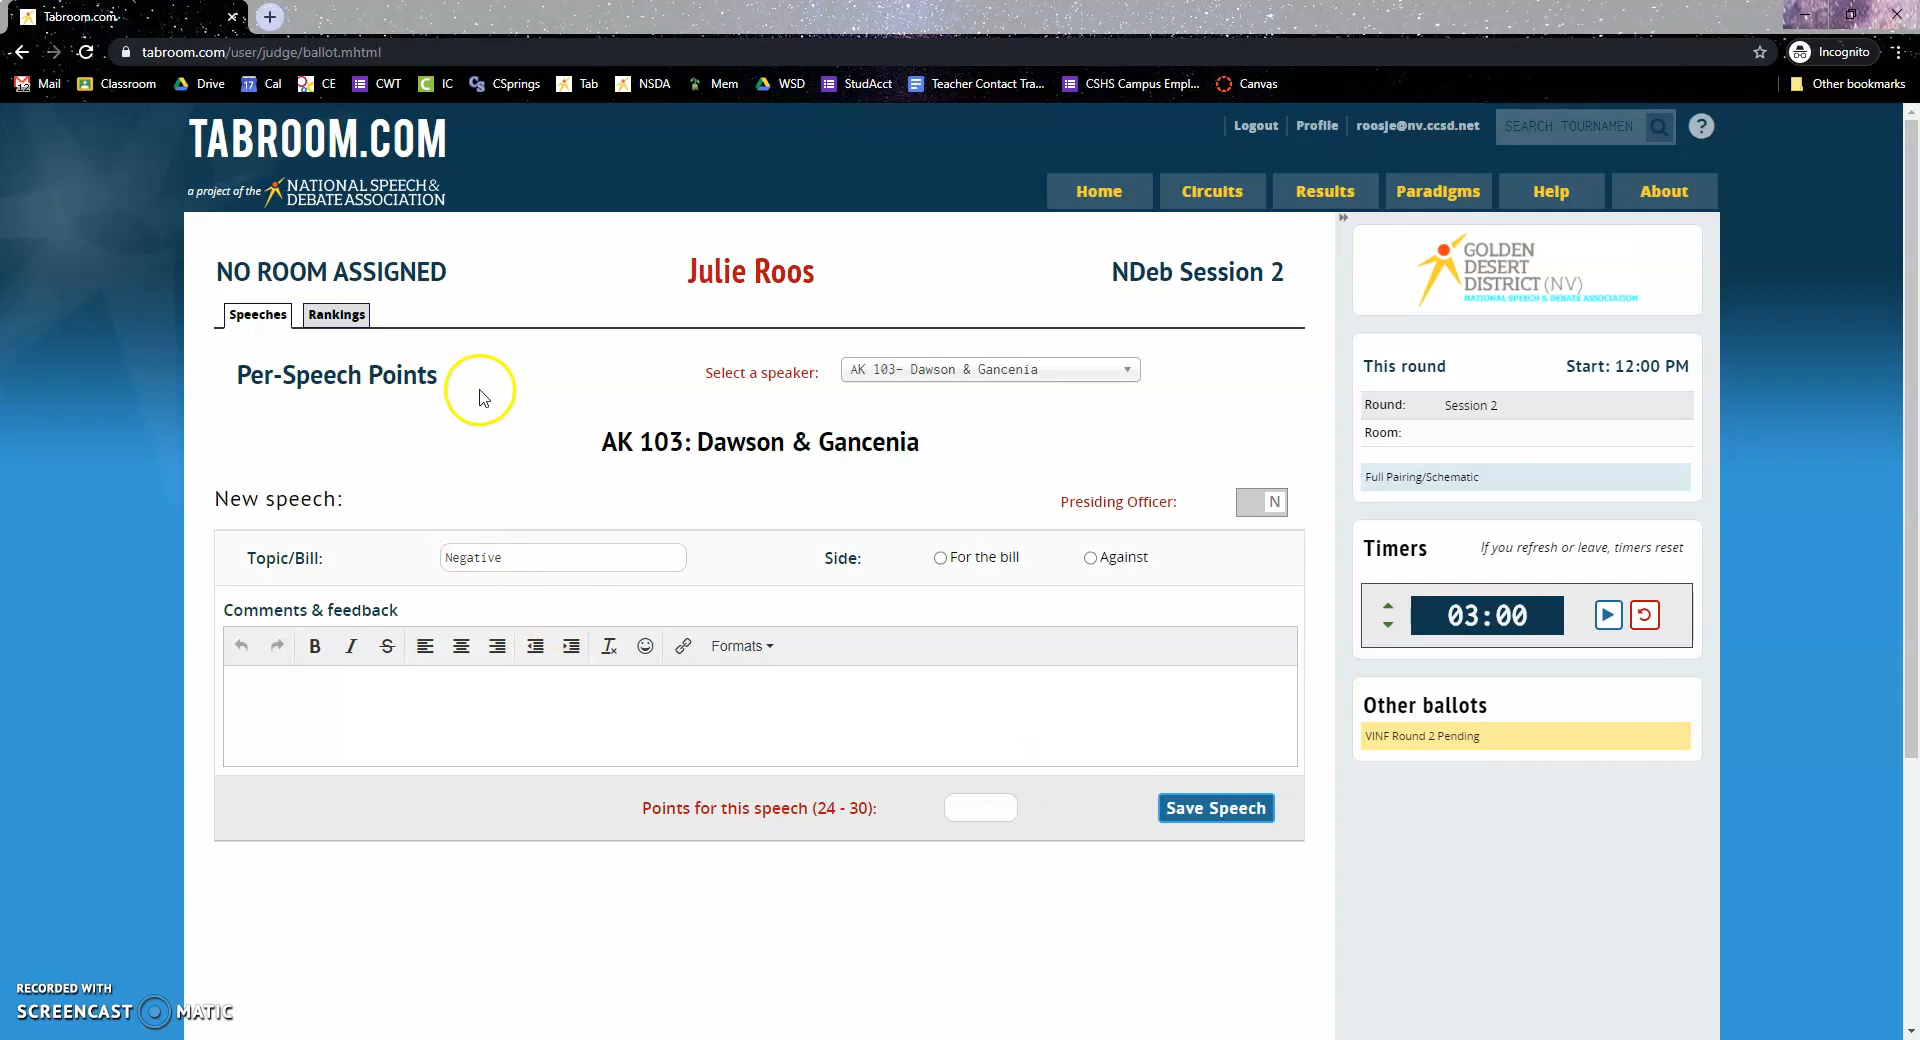 Tabroom.com
tabroom.com/user/judge/ballot.mhtml
Incognito
Mail Classroom Drive Cal CE CWT IC CSprings Tab NSDA Mem WSD StudAcct Teacher Contact Tra... CSHS Campus Empl... Canvas Other bookmarks
TABROOM.COM
a project of the NATIONAL SPEECH & DEBATE ASSOCIATION
Logout Profile roosje@nv.ccsd.net SEARCH TOURNAMEN ?
Home Circuits Results Paradigms Help About
NO ROOM ASSIGNED Julie Roos NDeb Session 2
Speeches Rankings
Per-Speech Points Select a speaker: AK 103- Dawson & Gancenia
AK 103: Dawson & Gancenia
New speech: Presiding Officer: N
Topic/Bill: Negative Side: For the bill Against
Comments & feedback
B I S Formats
Points for this speech (24 - 30): Save Speech
GOLDEN
DESERT
DISTRICT (NV)
NATIONAL SPEECH & DEBATE ASSOCIATION
This round Start: 12:00 PM
Round: Session 2
Room:
Full Pairing/Schematic
Timers If you refresh or leave, timers reset
03:00
Other ballots
VINF Round 2 Pending
RECORDED WITH
SCREENCAST MATIC